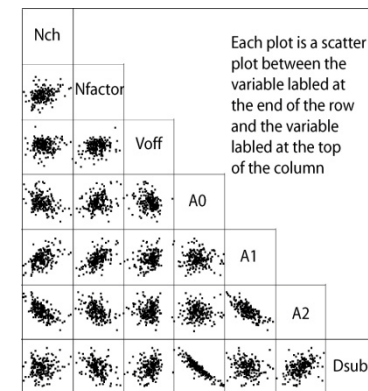 Nch
Each plot is a scatter
plot between the
variable labled at
the end of the row
and the variable
labled at the top
of the column
Nfactor
Voff
A0
A1
A2
Dsub